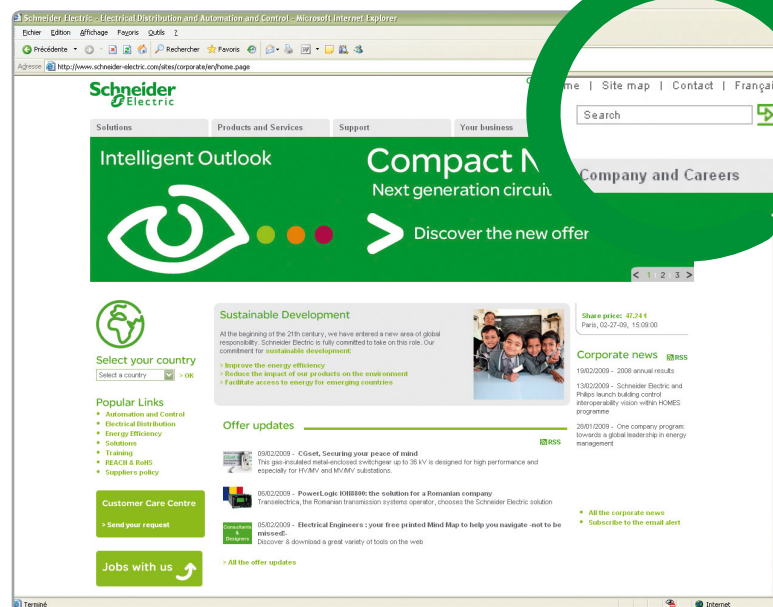 Schneider Electric - Electrical Distribution and Automation and Control - Microsoft Internet Explorer
Fichier Edition Affichage Favoris Outils ?
Précédente Rechercher Favoris
Adresse http://www.schneider-electric.com/sites/corporate/en/home.page
me | Site map | Contact | Françai
Schneider
Electric
Search
Solutions Products and Services Support Your business
Company and Careers
Intelligent Outlook
Compact N
Next generation circui
Discover the new offer
< 1 2 3 >
Select your country
Select a country > OK
Popular Links
Automation and Control
Electrical Distribution
Energy Efficiency
Solutions
Training
REACH & RoHS
Suppliers policy
Customer Care Centre
> Send your request
Jobs with us
Sustainable Development
At the beginning of the 21th century, we have entered a new area of global
responsibility. Schneider Electric is fully committed to take on this role. Our
commitment for sustainable development:
> Improve the energy efficiency
> Reduce the impact of our products on the environment
> Facilitate access to energy for emerging countries
Offer updates
RSS
09/02/2009 - CGset, Securing your peace of mind
This gas-insulated metal-enclosed switchgear up to 36 kV is designed for high performance and
especially for HV/MV and MV/MV substations.
06/02/2009 - PowerLogic ION8800: the solution for a Romanian company
Transelectrica, the Romanian transmission systems operator, chooses the Schneider Electric solution
Consultants
&
Designers
05/02/2009 - Electrical Engineers : your free printed Mind Map to help you navigate -not to be
missed!-
Discover & download a great variety of tools on the web
> All the offer updates
Share price: 47.24 €
Paris, 02-27-09, 15:09:00
Corporate news RSS
19/02/2009 - 2008 annual results
13/02/2009 - Schneider Electric and
Philips launch building control
interoperability vision within HOMES
programme
28/01/2009 - One company program:
towards a global leadership in energy
management
All the corporate news
Subscribe to the email alert
Terminé Internet